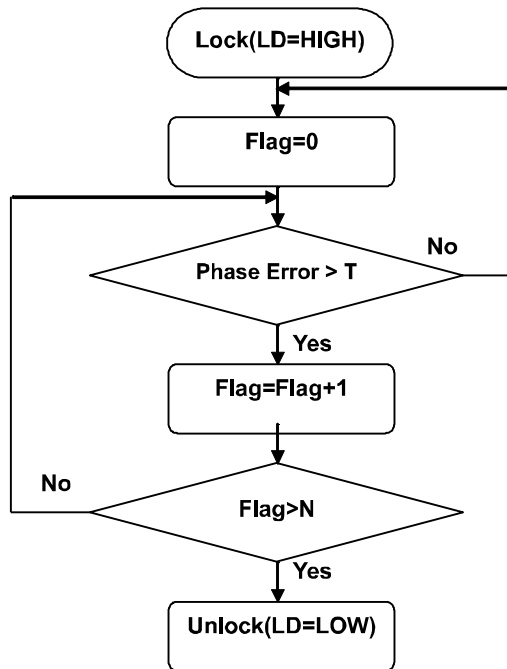 Lock(LD=HIGH)
Flag=0
Phase Error > T
No
Yes
Flag=Flag+1
Flag>N
No
Yes
Unlock(LD=LOW)